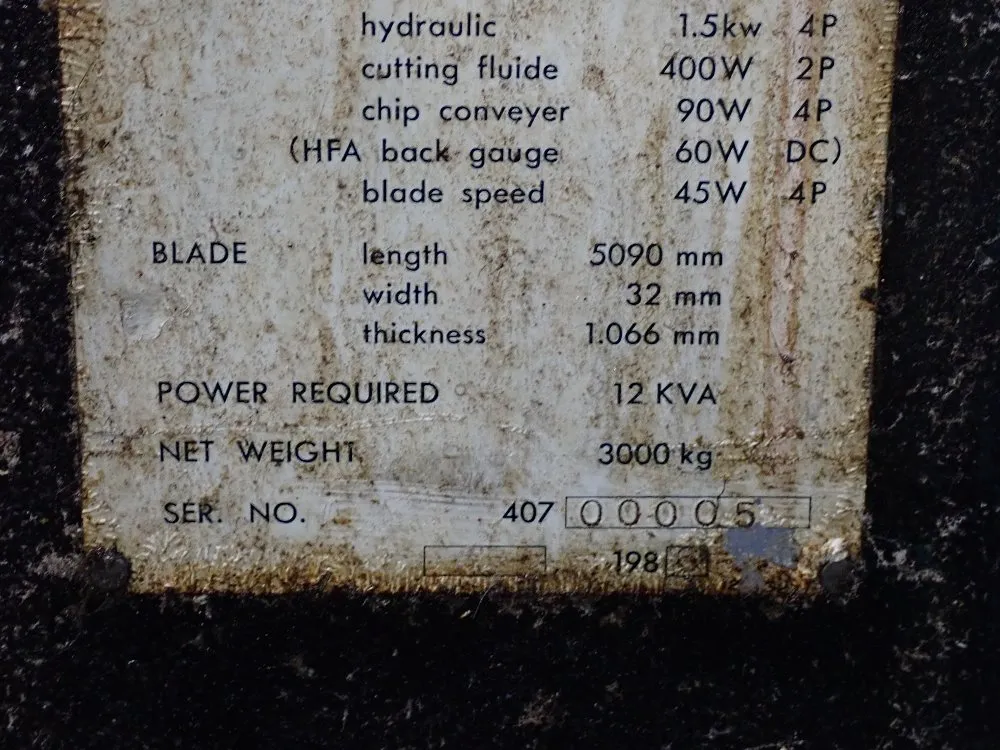 hydraulic 1.5kw 4P
cutting fluide 400W 2P
chip conveyer 90W 4P
(HFA back gauge 60W DC)
blade speed 45W 4P
BLADE length 5090 mm
width 32 mm
thickness 1.066 mm
POWER REQUIRED 12 KVA
NET WEIGHT 3000 kg
SER. NO. 407 00005
198